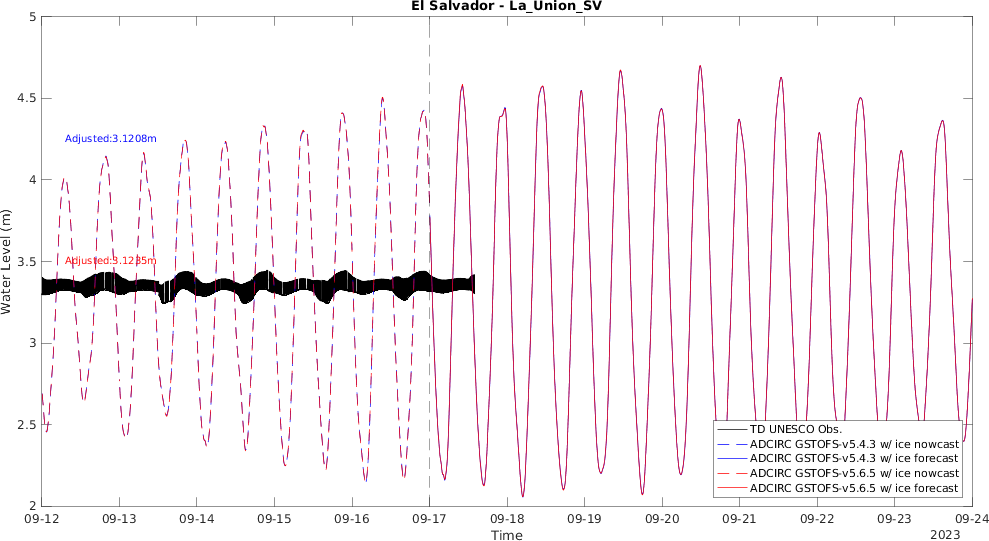 El Salvador - La_Union_SV
5
4.5
4
3.5
3
2.5
2
Water Level (m)
Adjusted:3.1208m
Adjusted:3.1235m
TD UNESCO Obs.
ADCIRC GSTOFS-v5.4.3 w/ ice nowcast
ADCIRC GSTOFS-v5.4.3 w/ ice forecast
ADCIRC GSTOFS-v5.6.5 w/ ice nowcast
ADCIRC GSTOFS-v5.6.5 w/ ice forecast
09-12 09-13 09-14 09-15 09-16 09-17 09-18 09-19 09-20 09-21 09-22 09-23 09-24
Time
2023